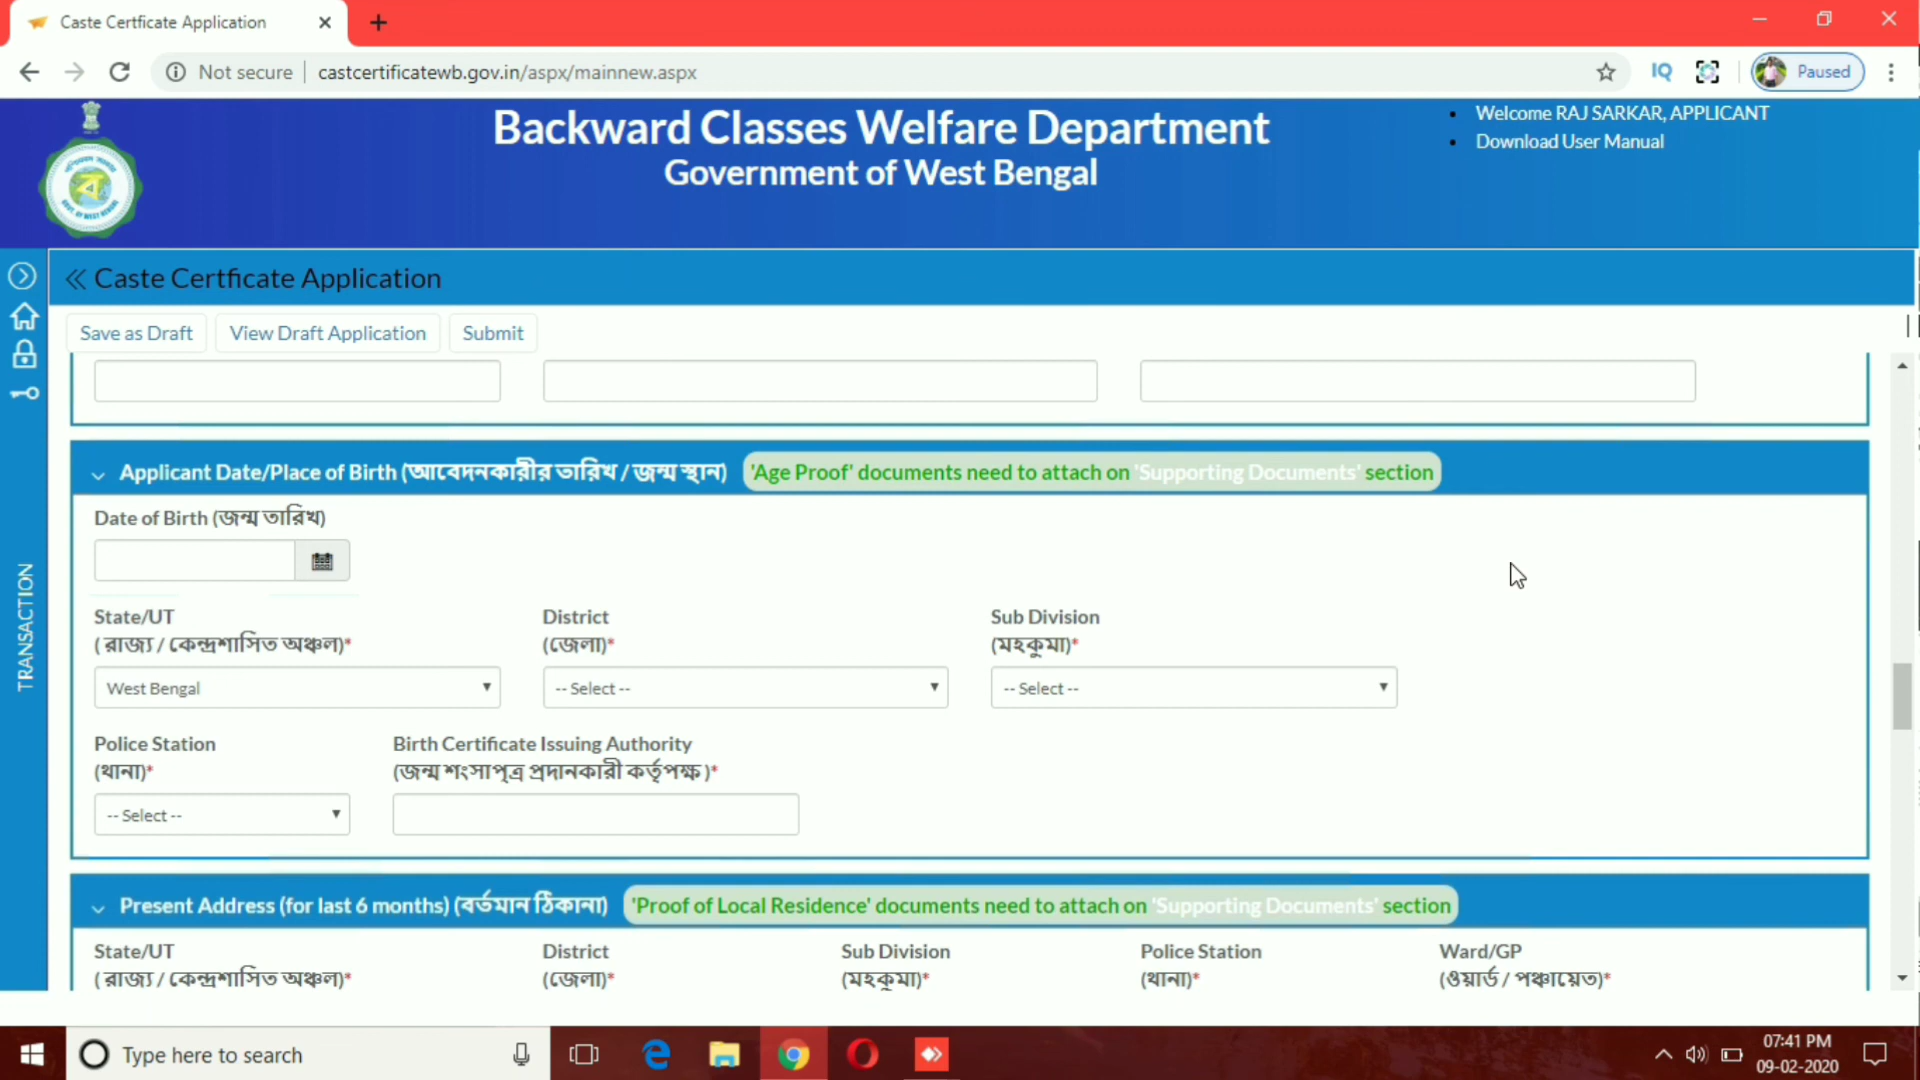 Caste Certficate Application
Not secure
castcertificatewb.gov.in/aspx/mainnew.aspx
IQ
Paused
Backward Classes Welfare Department
Government of West Bengal
Welcome RAJ SARKAR, APPLICANT
Download User Manual
Caste Certficate Application
Save as Draft
View Draft Application
Submit
TRANSACTION
Applicant Date/Place of Birth (আবেদনকারীর তারিখ / জন্ম স্থান) 'Age Proof' documents need to attach on 'Supporting Documents' section
Date of Birth (জন্ম তারিখ)
State/UT
( রাজ্য / কেন্দ্রশাসিত অঞ্চল)*
West Bengal
District
(জেলা)*
-- Select --
Sub Division
(মহকুমা)*
-- Select --
Police Station
(থানা)*
-- Select --
Birth Certificate Issuing Authority
(জন্ম শংসাপত্র প্রদানকারী কর্তৃপক্ষ )*
Present Address (for last 6 months) (বর্তমান ঠিকানা) 'Proof of Local Residence' documents need to attach on 'Supporting Documents' section
State/UT
( রাজ্য / কেন্দ্রশাসিত অঞ্চল)*
District
(জেলা)*
Sub Division
(মহকুমা)*
Police Station
(থানা)*
Ward/GP
(ওয়ার্ড / পঞ্চায়েত)*
Type here to search
07:41 PM
09-02-2020